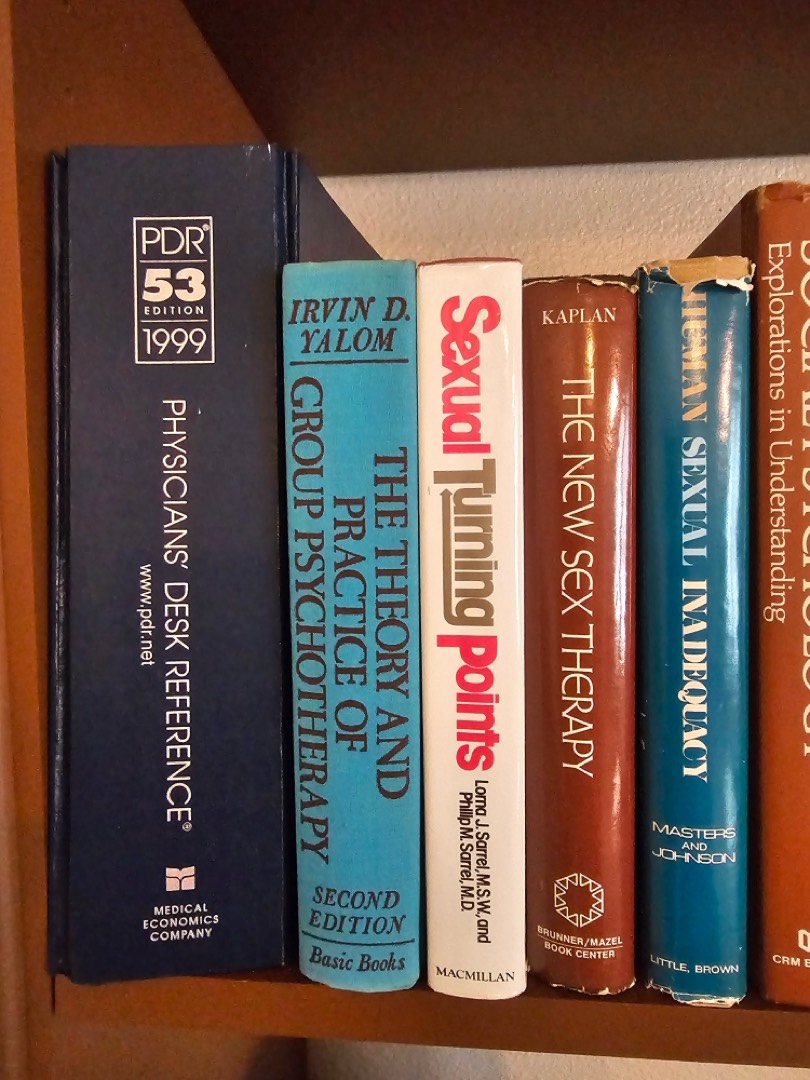 PDR®
53
EDITION
1999
PHYSICIANS' DESK REFERENCE®
www.pdr.net
MEDICAL
ECONOMICS
COMPANY
IRVIN D.
YALOM
THE THEORY AND
PRACTICE OF
GROUP PSYCHOTHERAPY
SECOND
EDITION
Basic Books
Sexual Turning Points
Lorna J. Sarrel, M.S.W., and
Philip M. Sarrel, M.D.
MACMILLAN
KAPLAN
THE NEW SEX THERAPY
BRUNNER/MAZEL
BOOK CENTER
HUMAN SEXUAL INADEQUACY
MASTERS
AND
JOHNSON
LITTLE, BROWN
Explorations in Understanding
CRM B